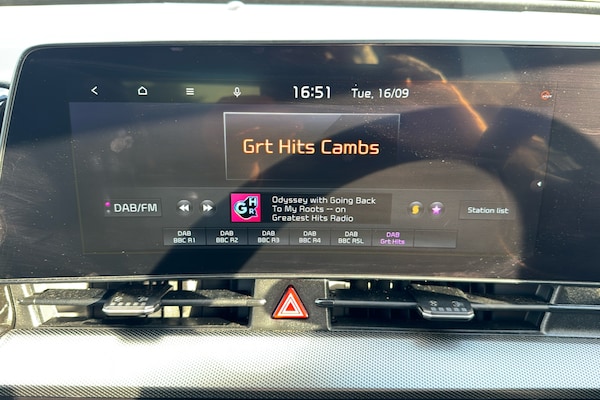 16:51 Tue, 16/09
Grt Hits Cambs
DAB/FM
GHR
Odyssey with Going Back
To My Roots -- on
Greatest Hits Radio
Station list
DAB DAB DAB DAB DAB DAB
BBC R1 BBC R2 BBC R3 BBC R4 BBC R5L Grt Hits